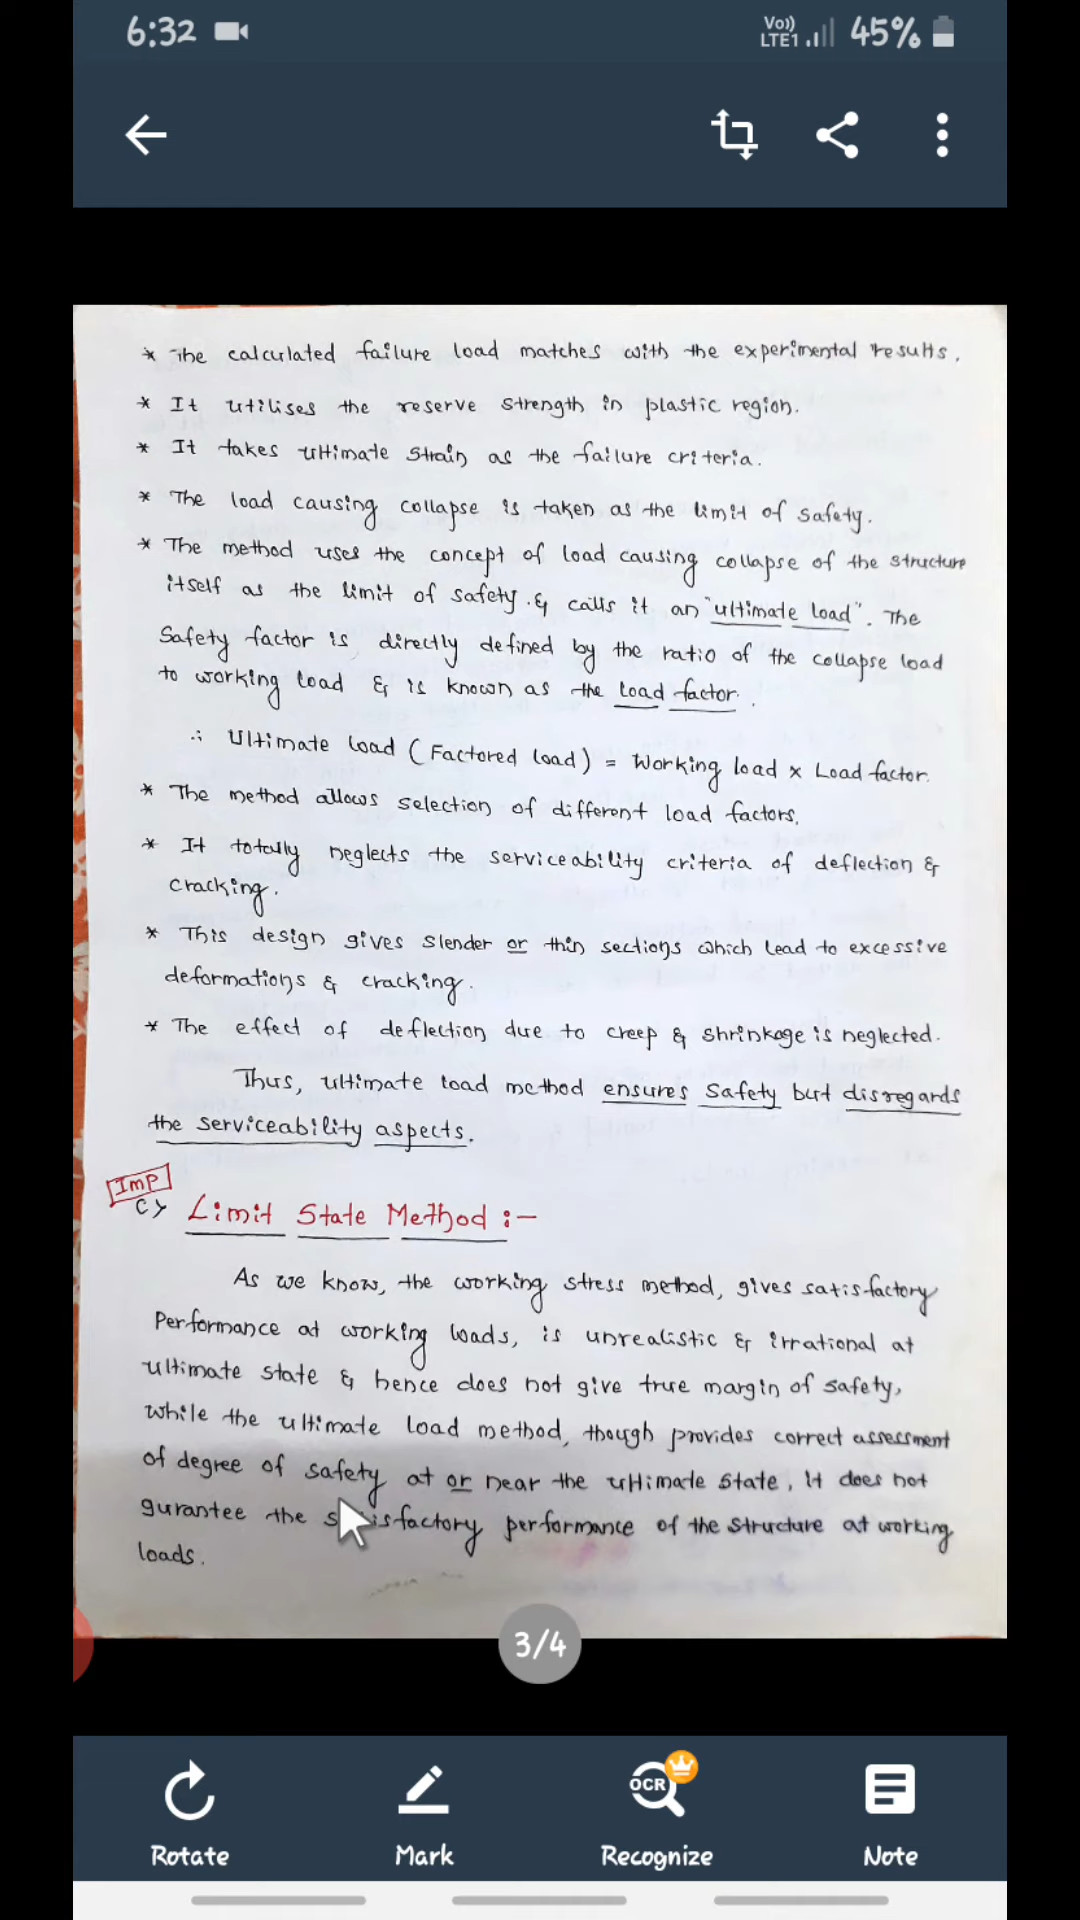 6:32
Vo))
LTE1
45%
* The calculated failure load matches with the experimental results.
* It utilises the reserve strength in plastic region.
* It takes ultimate strain as the failure criteria.
* The load causing collapse is taken as the limit of safety.
* The method uses the concept of load causing collapse of the structure
itself as the limit of safety. & calls it an "ultimate load". The
Safety factor is directly defined by the ratio of the collapse load
to working load & is known as the load factor.
∴ Ultimate load (Factored load) = Working load x Load factor.
* The method allows selection of different load factors.
* It totally neglects the serviceability criteria of deflection &
cracking.
* This design gives slender or thin sections which lead to excessive
deformations & cracking.
* The effect of deflection due to creep & shrinkage is neglected.
Thus, ultimate load method ensures safety but disregards
the serviceability aspects.
Imp
C> Limit State Method :-
As we know, the working stress method, gives satisfactory
Performance at working loads, is unrealistic & irrational at
ultimate state & hence does not give true margin of safety,
while the ultimate load method, though provides correct assessment
of degree of safety at or near the ultimate state, It does not
gurantee the satisfactory performance of the structure at working
loads.
3/4
OCR
Rotate
Mark
Recognize
Note